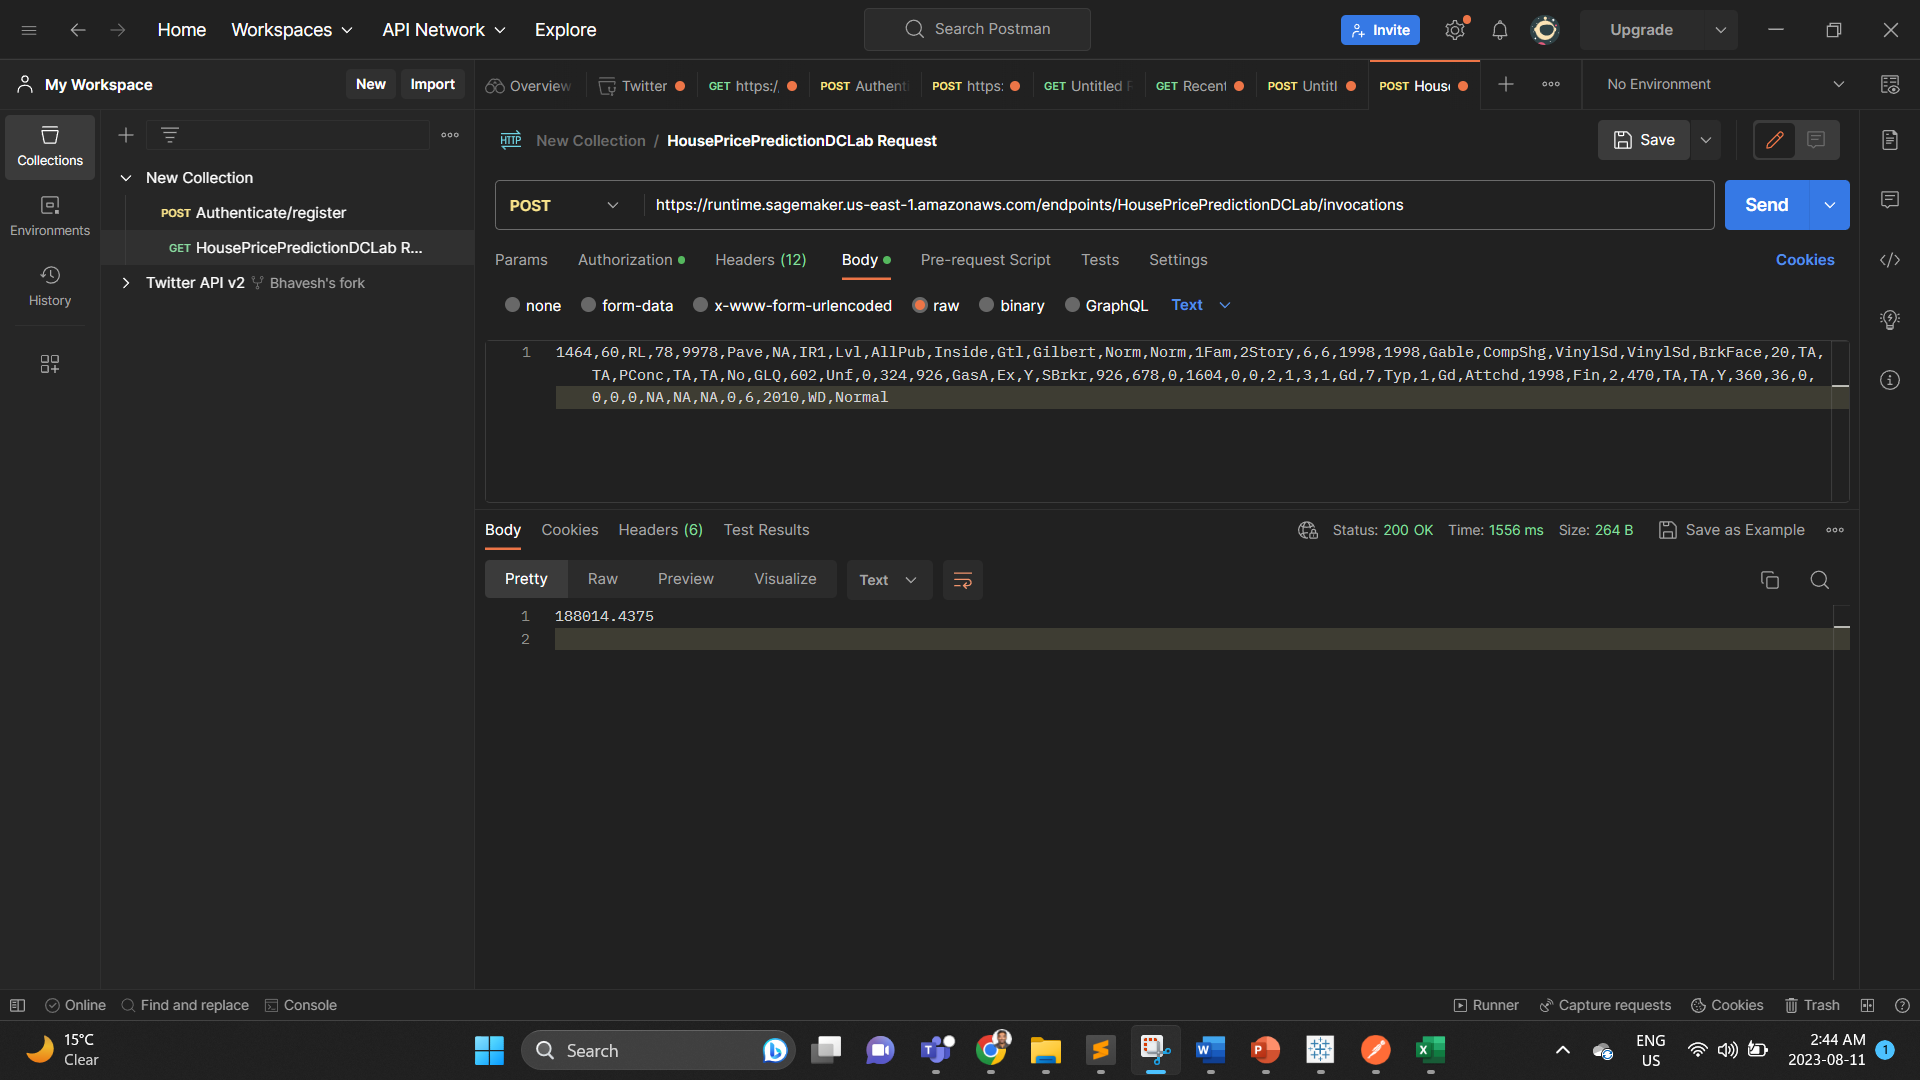 Home
Workspaces
API Network
Explore
Search Postman
Invite
Upgrade
My Workspace
New
Import
Overview
Twitter
GET https:/
POST Authenti
POST https:
GET Untitled
GET Recent
POST Untitl
POST House
No Environment
Collections
Environments
History
New Collection
POST Authenticate/register
GET HousePricePredictionDCLab R...
Twitter API v2 Bhavesh's fork
HTTP New Collection / HousePricePredictionDCLab Request
Save
POST
https://runtime.sagemaker.us-east-1.amazonaws.com/endpoints/HousePricePredictionDCLab/invocations
Send
Params Authorization Headers (12) Body Pre-request Script Tests Settings Cookies
none form-data x-www-form-urlencoded raw binary GraphQL Text
1 1464,60,RL,78,9978,Pave,NA,IR1,Lvl,AllPub,Inside,Gtl,Gilbert,Norm,Norm,1Fam,2Story,6,6,1998,1998,Gable,CompShg,VinylSd,VinylSd,BrkFace,20,TA,
TA,PConc,TA,TA,No,GLQ,602,Unf,0,324,926,GasA,Ex,Y,SBrkr,926,678,0,1604,0,0,2,1,3,1,Gd,7,Typ,1,Gd,Attchd,1998,Fin,2,470,TA,TA,Y,360,36,0,
0,0,0,NA,NA,NA,0,6,2010,WD,Normal
Body Cookies Headers (6) Test Results Status: 200 OK Time: 1556 ms Size: 264 B Save as Example
Pretty Raw Preview Visualize Text
1 188014.4375
2
Online Find and replace Console Runner Capture requests Cookies Trash
15°C
Clear
Search
ENG
US
2:44 AM
2023-08-11
1